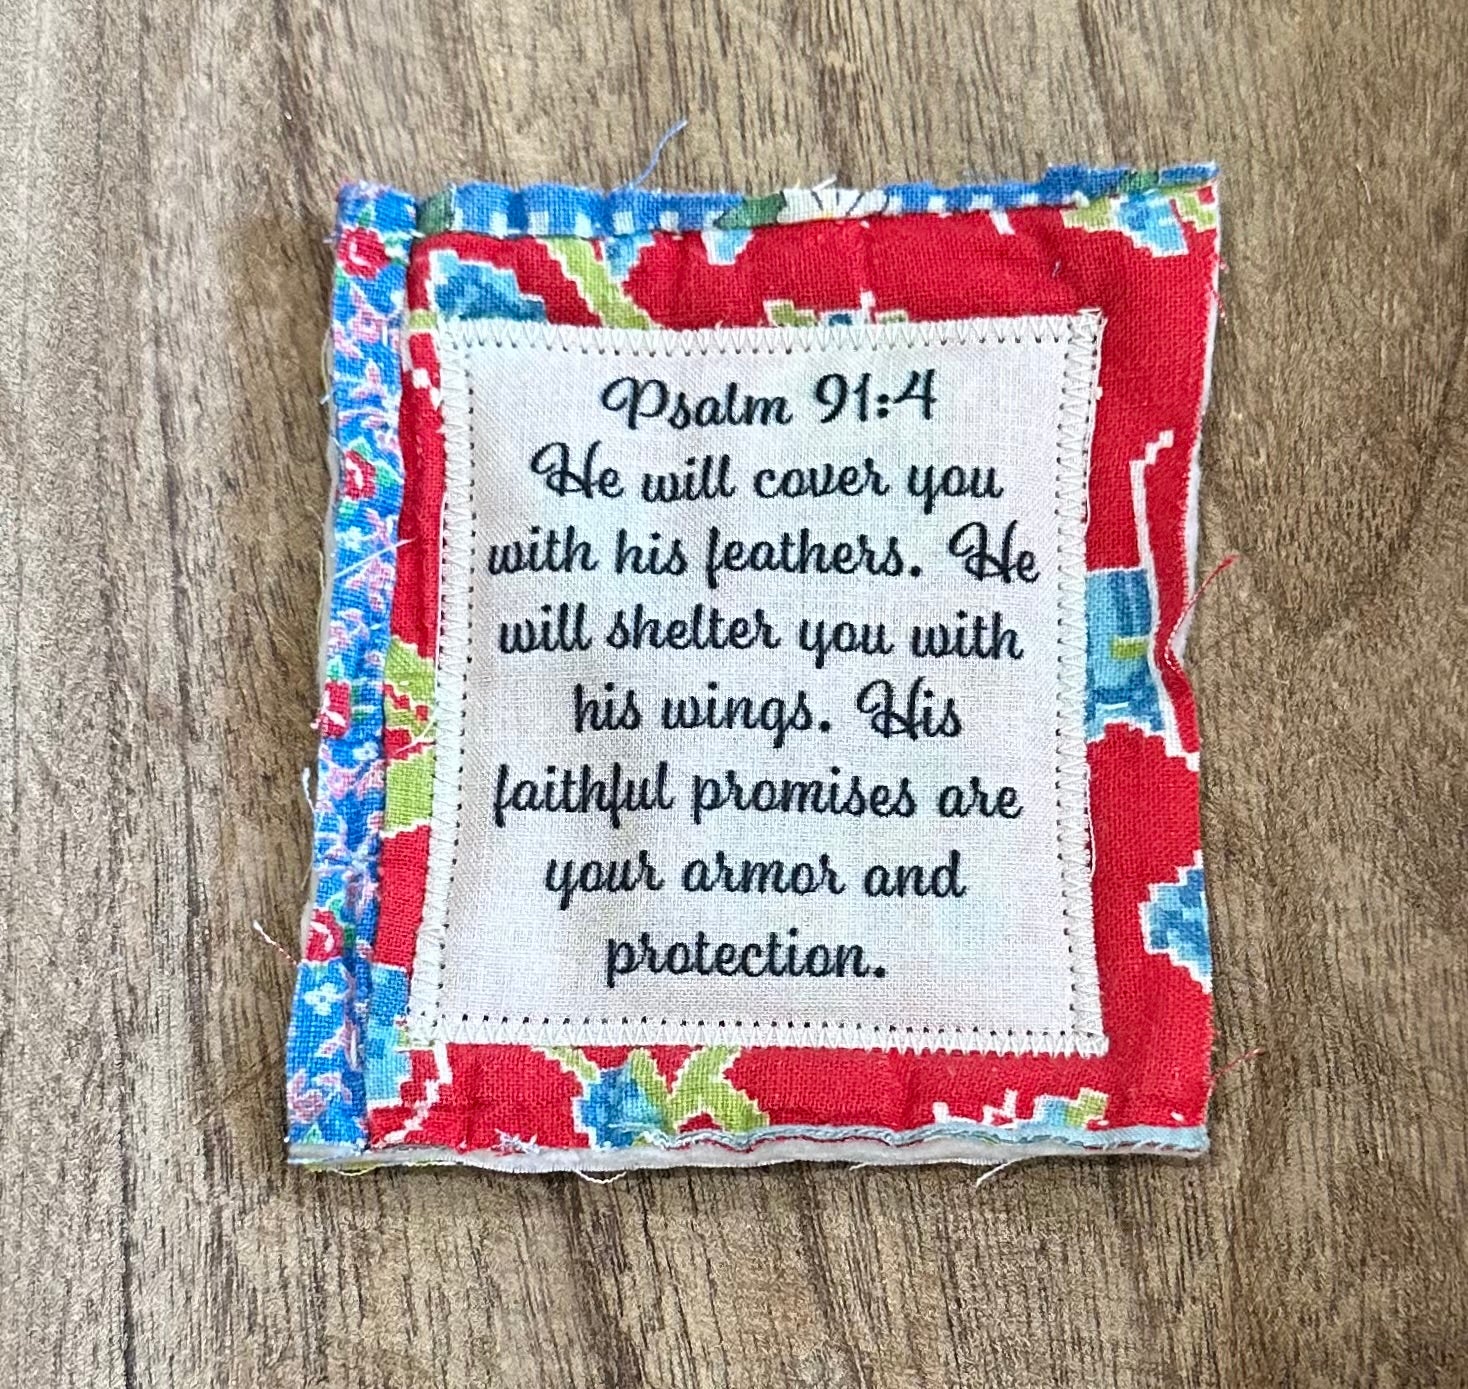 Psalm 91:4
He will cover you
with his feathers. He
will shelter you with
his wings. His
faithful promises are
your armor and
protection.